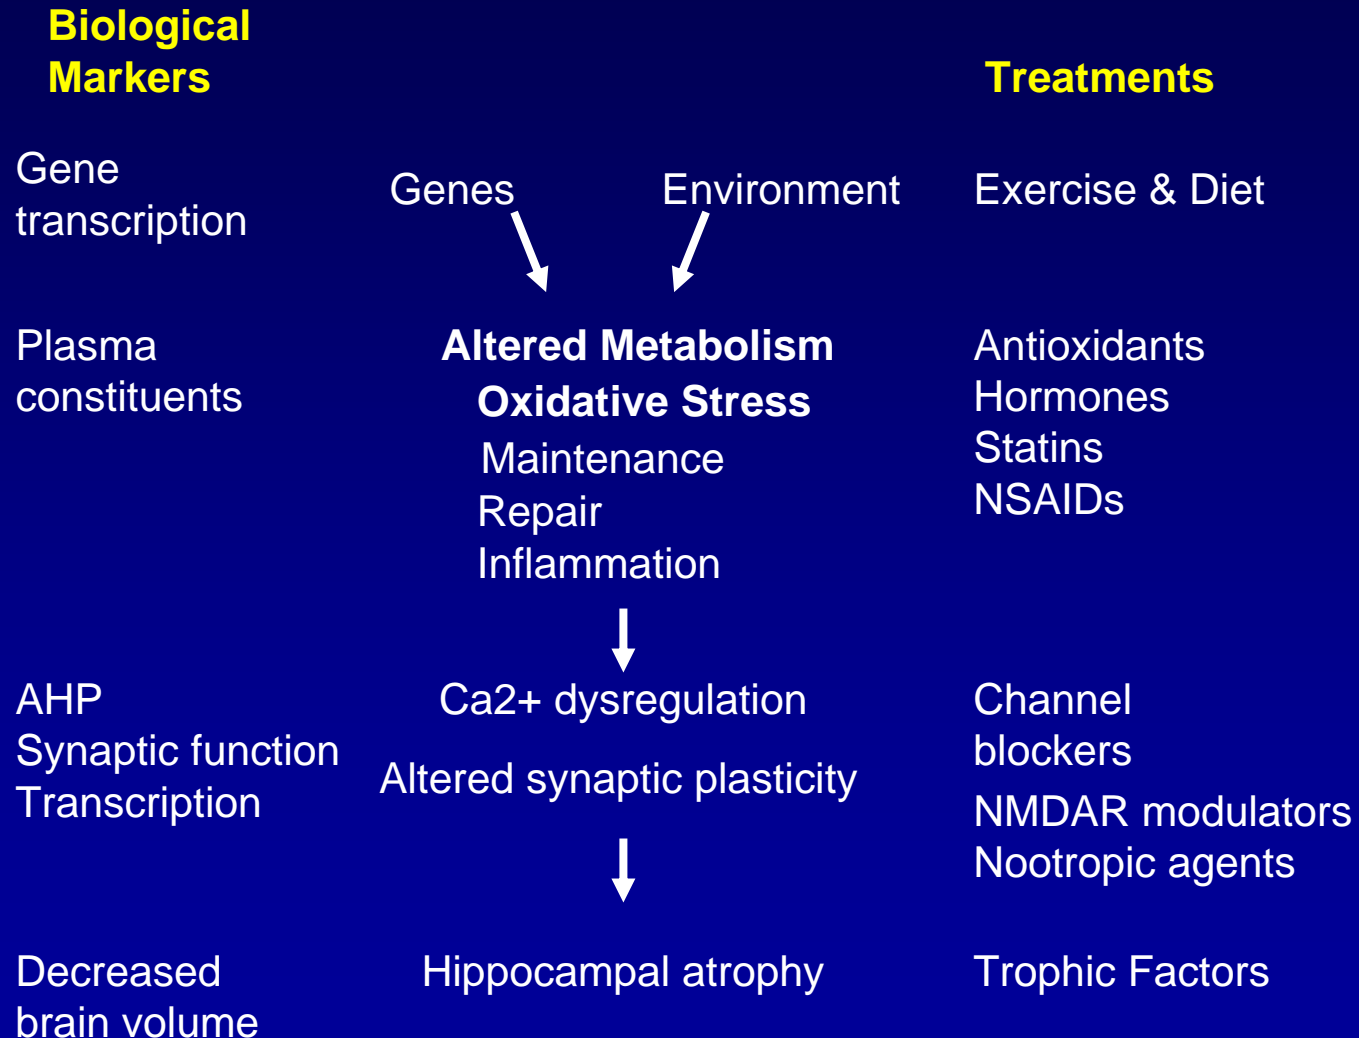 Biological
Markers
Treatments
Gene
transcription
Genes
Environment
Exercise & Diet
Plasma
constituents
Altered Metabolism
Oxidative Stress
Maintenance
Repair
Inflammation
Antioxidants
Hormones
Statins
NSAIDs
AHP
Synaptic function
Transcription
Ca2+ dysregulation
Altered synaptic plasticity
Channel
blockers
NMDAR modulators
Nootropic agents
Decreased
brain volume
Hippocampal atrophy
Trophic Factors